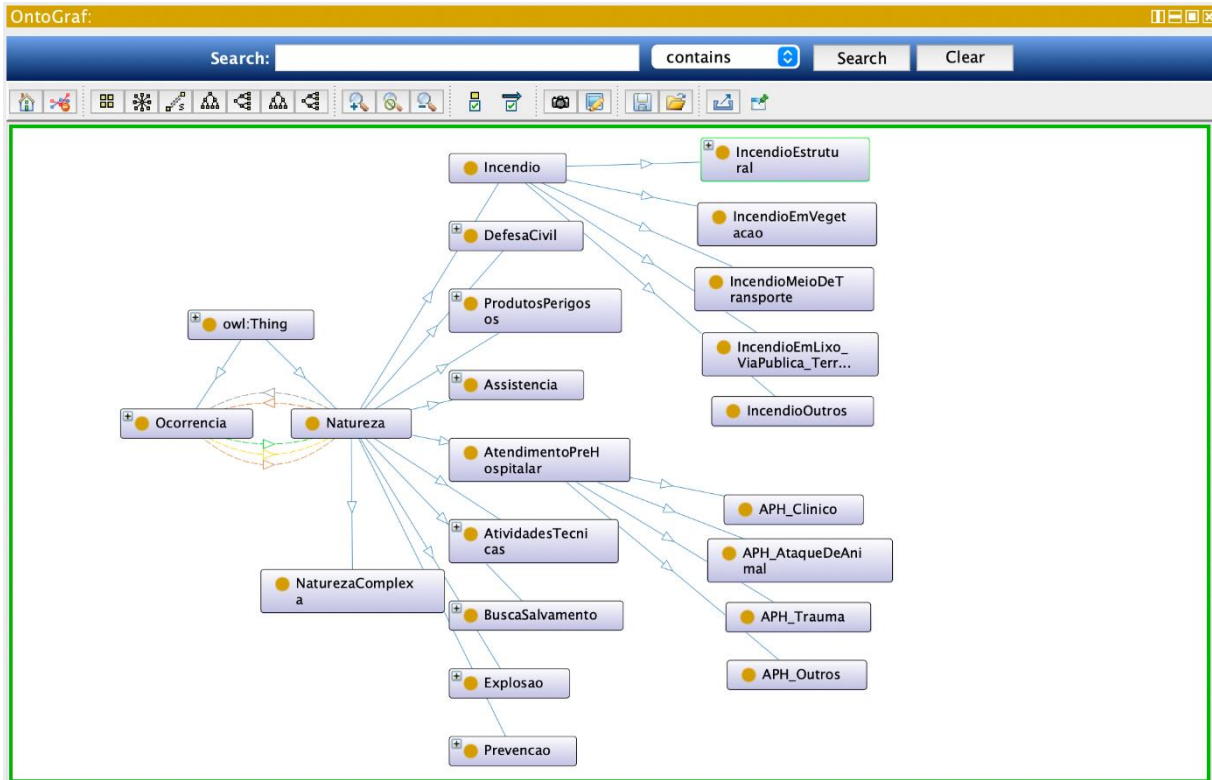 OntoGraf:
Search:
contains
Search
Clear
IncendioEstrutu
ral
Incendio
IncendioEmVeget
acao
DefesaCivil
IncendioMeioDeT
ransporte
ProdutosPerigos
os
owl:Thing
IncendioEmLixo_
ViaPublica_Terr...
Assistencia
IncendioOutros
Ocorrencia
Natureza
AtendimentoPreH
ospitalar
APH_Clinico
AtividadesTecni
cas
APH_AtaqueDeAni
mal
NaturezaComplex
a
BuscaSalvamento
APH_Trauma
Explosao
APH_Outros
Prevencao